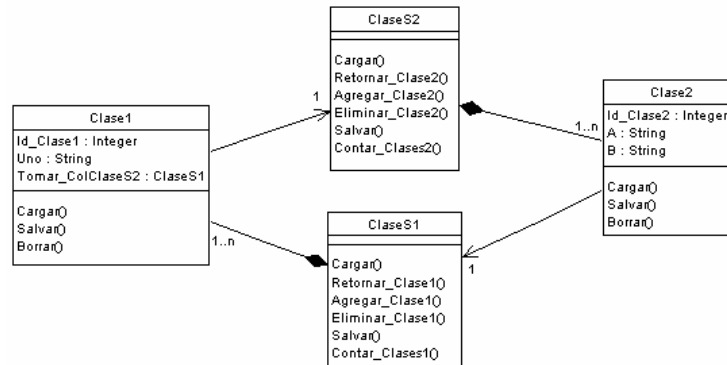 ClaseS2
Cargar()
Retornar_Clase2()
Agregar_Clase2()
Eliminar_Clase2()
Salvar()
Contar_Clases2()
1
Clase1
Id_Clase1 : Integer
Uno : String
Tomar_ColClaseS2 : ClaseS1
Cargar()
Salvar()
Borrar()
1..n
Clase2
Id_Clase2 : Integer
A : String
B : String
Cargar()
Salvar()
Borrar()
1..n
ClaseS1
Cargar()
Retornar_Clase1()
Agregar_Clase1()
Eliminar_Clase1()
Salvar()
Contar_Clases1()
1